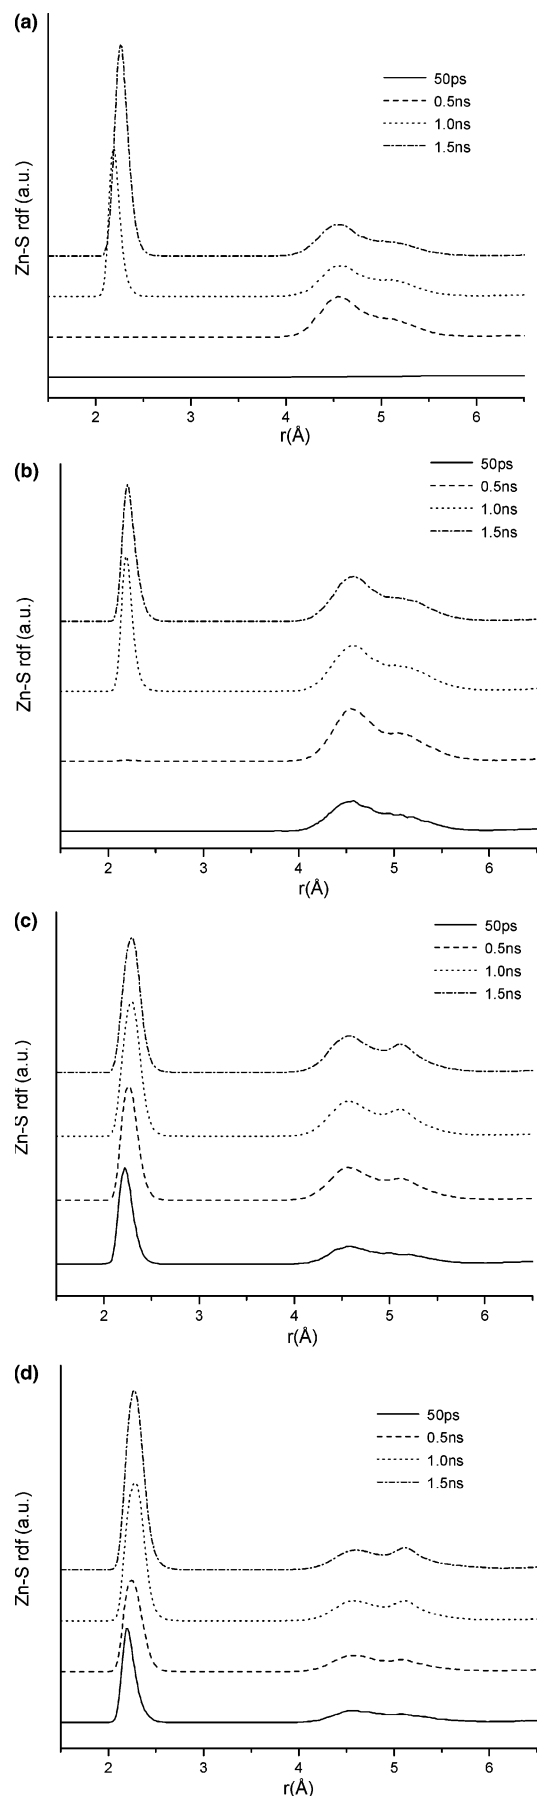 (a)
50ps
0.5ns
1.0ns
1.5ns
Zn-S rdf (a.u.)
2 3 4 5 6
r(Å)
(b)
50ps
0.5ns
1.0ns
1.5ns
Zn-S rdf (a.u.)
2 3 4 5 6
r(Å)
(c)
50ps
0.5ns
1.0ns
1.5ns
Zn-S rdf (a.u.)
2 3 4 5 6
r(Å)
(d)
50ps
0.5ns
1.0ns
1.5ns
Zn-S rdf (a.u.)
2 3 4 5 6
r(Å)